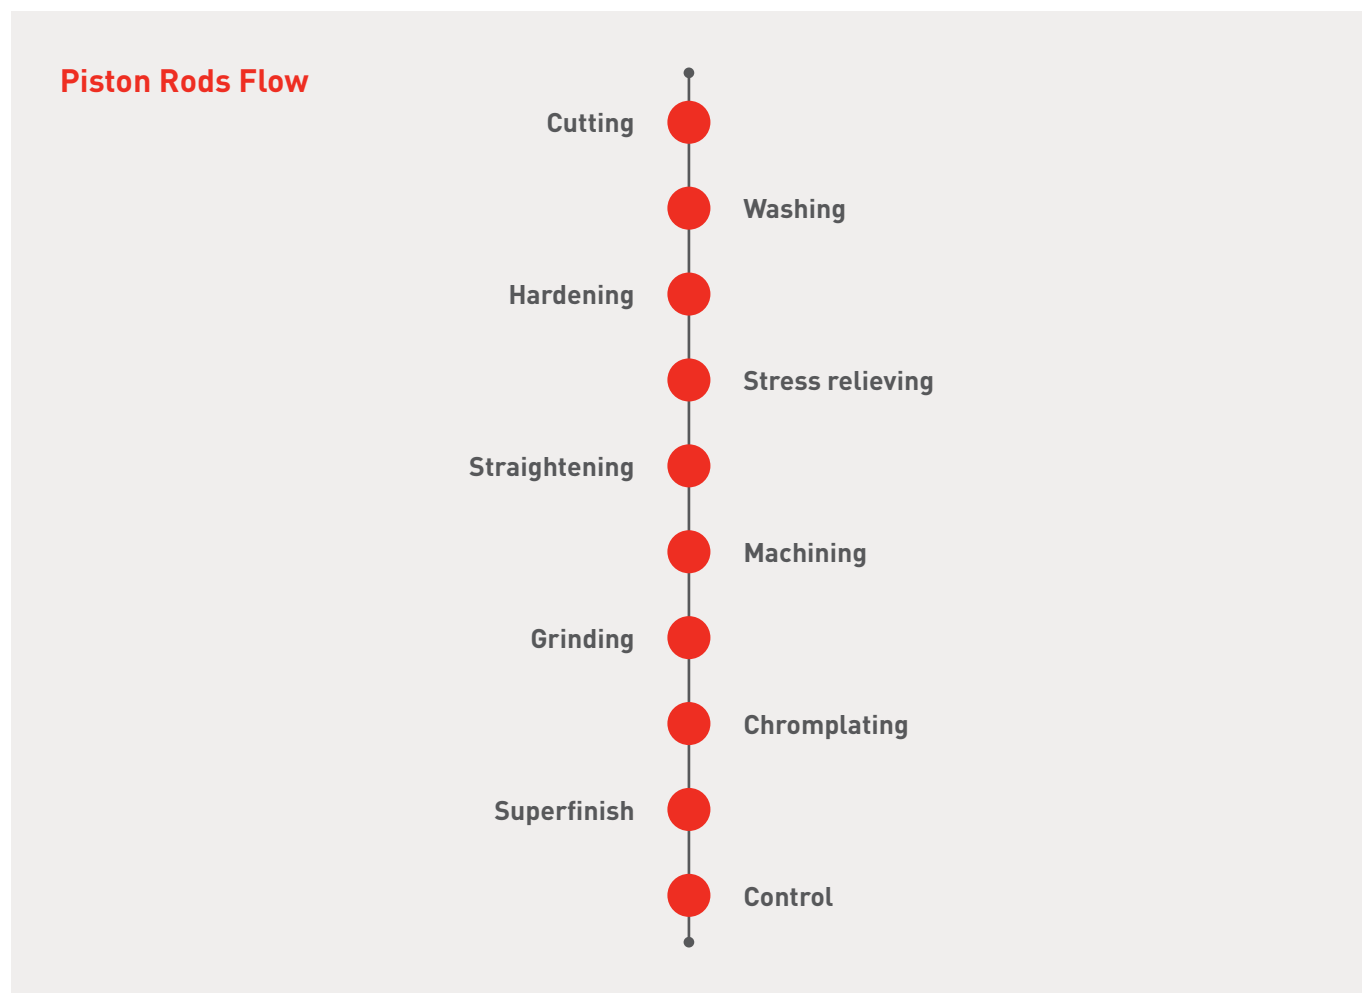 Piston Rods Flow
Cutting
Washing
Hardening
Stress relieving
Straightening
Machining
Grinding
Chromplating
Superfinish
Control